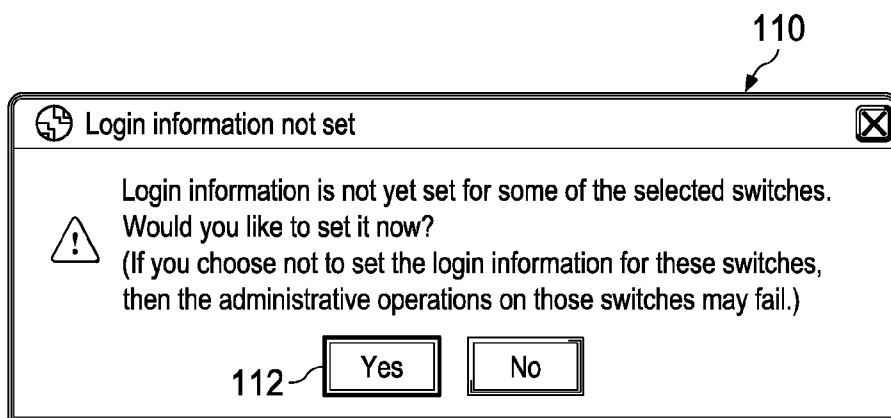 110
Login information not set
Login information is not yet set for some of the selected switches.
Would you like to set it now?
(If you choose not to set the login information for these switches,
then the administrative operations on those switches may fail.)
112 Yes No